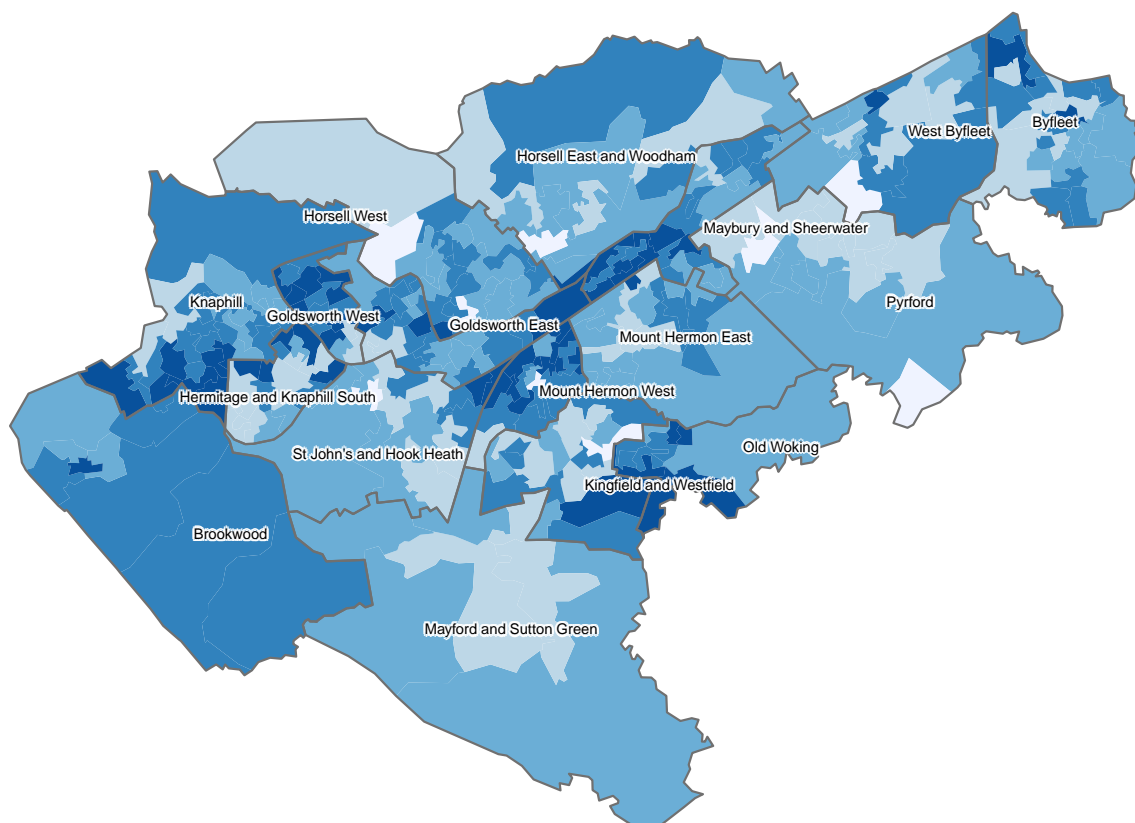 West Byfleet
Byfleet
Horsell East and Woodham
Horsell West
Maybury and Sheerwater
Knaphill
Pyrford
Goldsworth West
Goldsworth East
Mount Hermon East
Mount Hermon West
Hermitage and Knaphill South
Old Woking
St John's and Hook Heath
Kingfield and Westfield
Brookwood
Mayford and Sutton Green